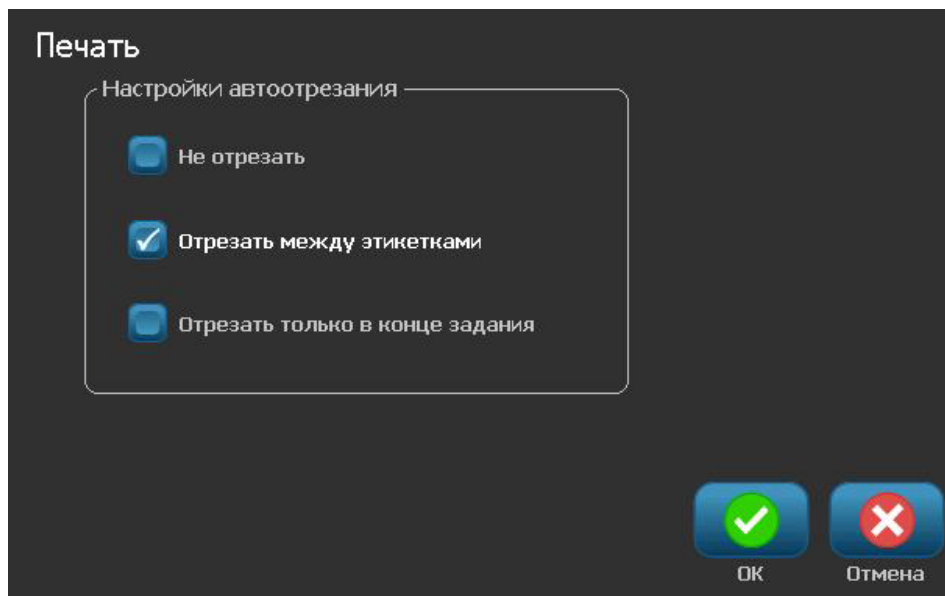 Печать
Настройки автоотрезания
Не отрезать
Отрезать между этикетками
Отрезать только в конце задания
OK
Отмена